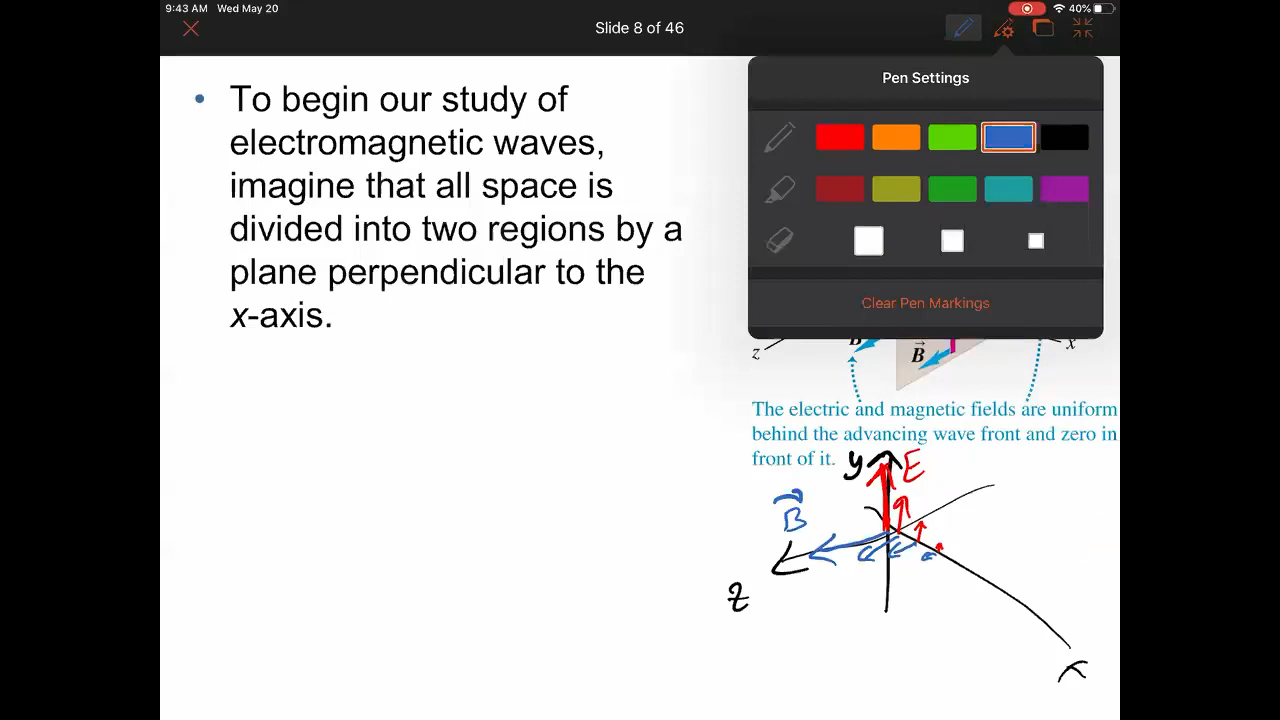 9:43 AM Wed May 20
40%
Slide 8 of 46
Pen Settings
Clear Pen Markings
• To begin our study of
electromagnetic waves,
imagine that all space is
divided into two regions by a
plane perpendicular to the
x-axis.
z
B
x
The electric and magnetic fields are uniform
behind the advancing wave front and zero in
front of it.
y
E
B
z
x